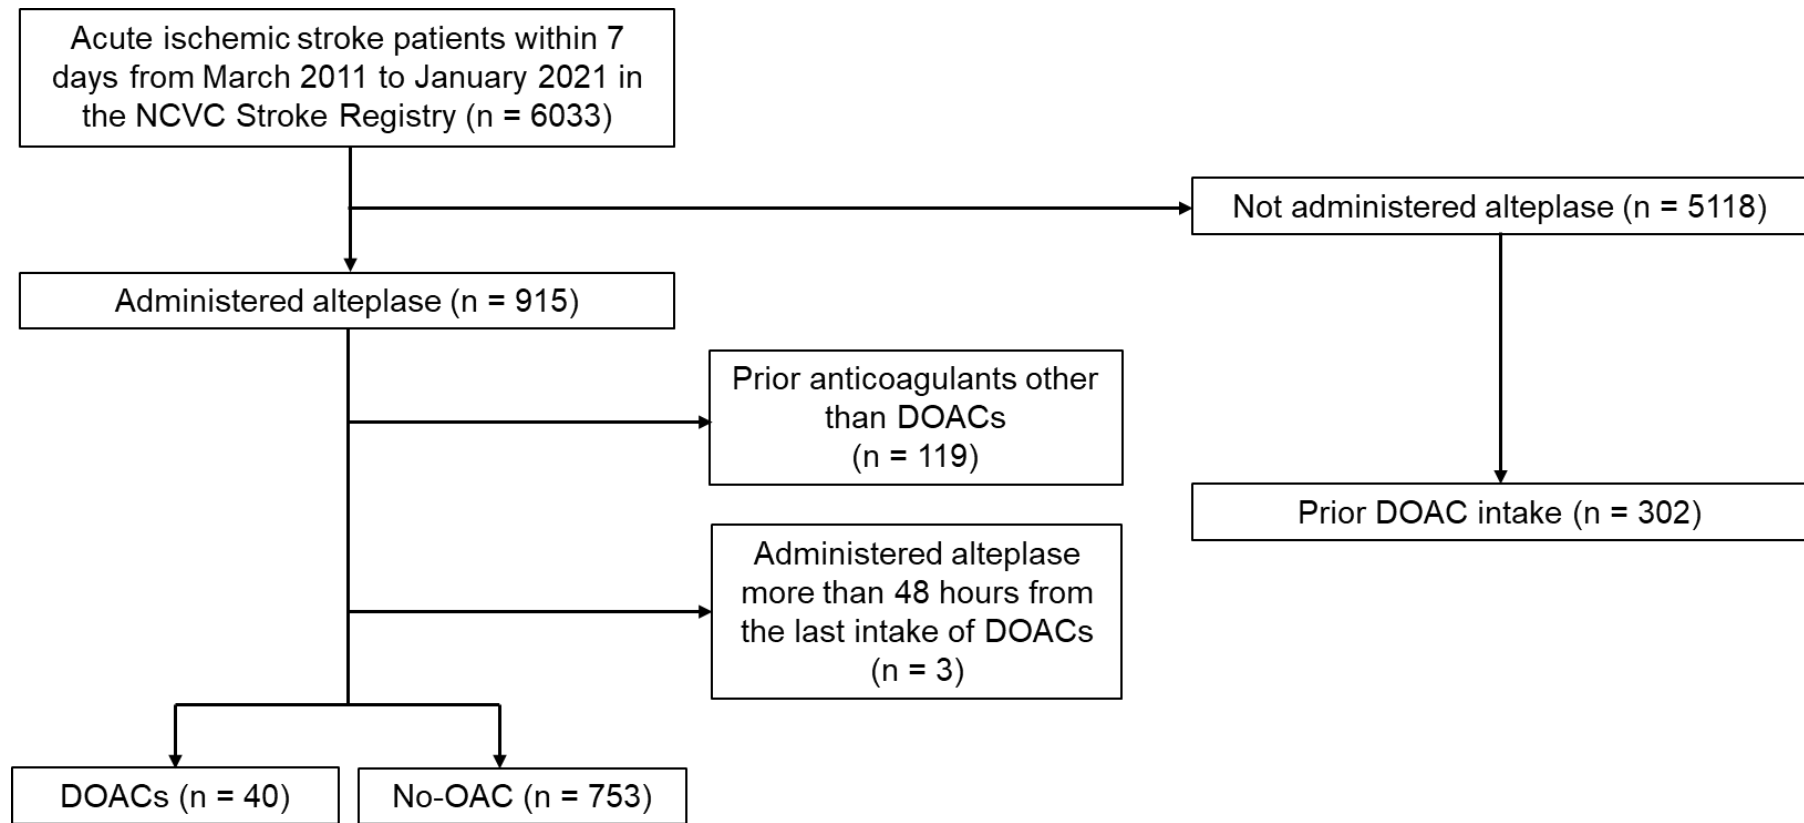 Acute ischemic stroke patients within 7
days from March 2011 to January 2021 in
the NCVC Stroke Registry (n = 6033)
Not administered alteplase (n = 5118)
Administered alteplase (n = 915)
Prior anticoagulants other
than DOACs
(n = 119)
Prior DOAC intake (n = 302)
Administered alteplase
more than 48 hours from
the last intake of DOACs
(n = 3)
DOACs (n = 40)
No-OAC (n = 753)